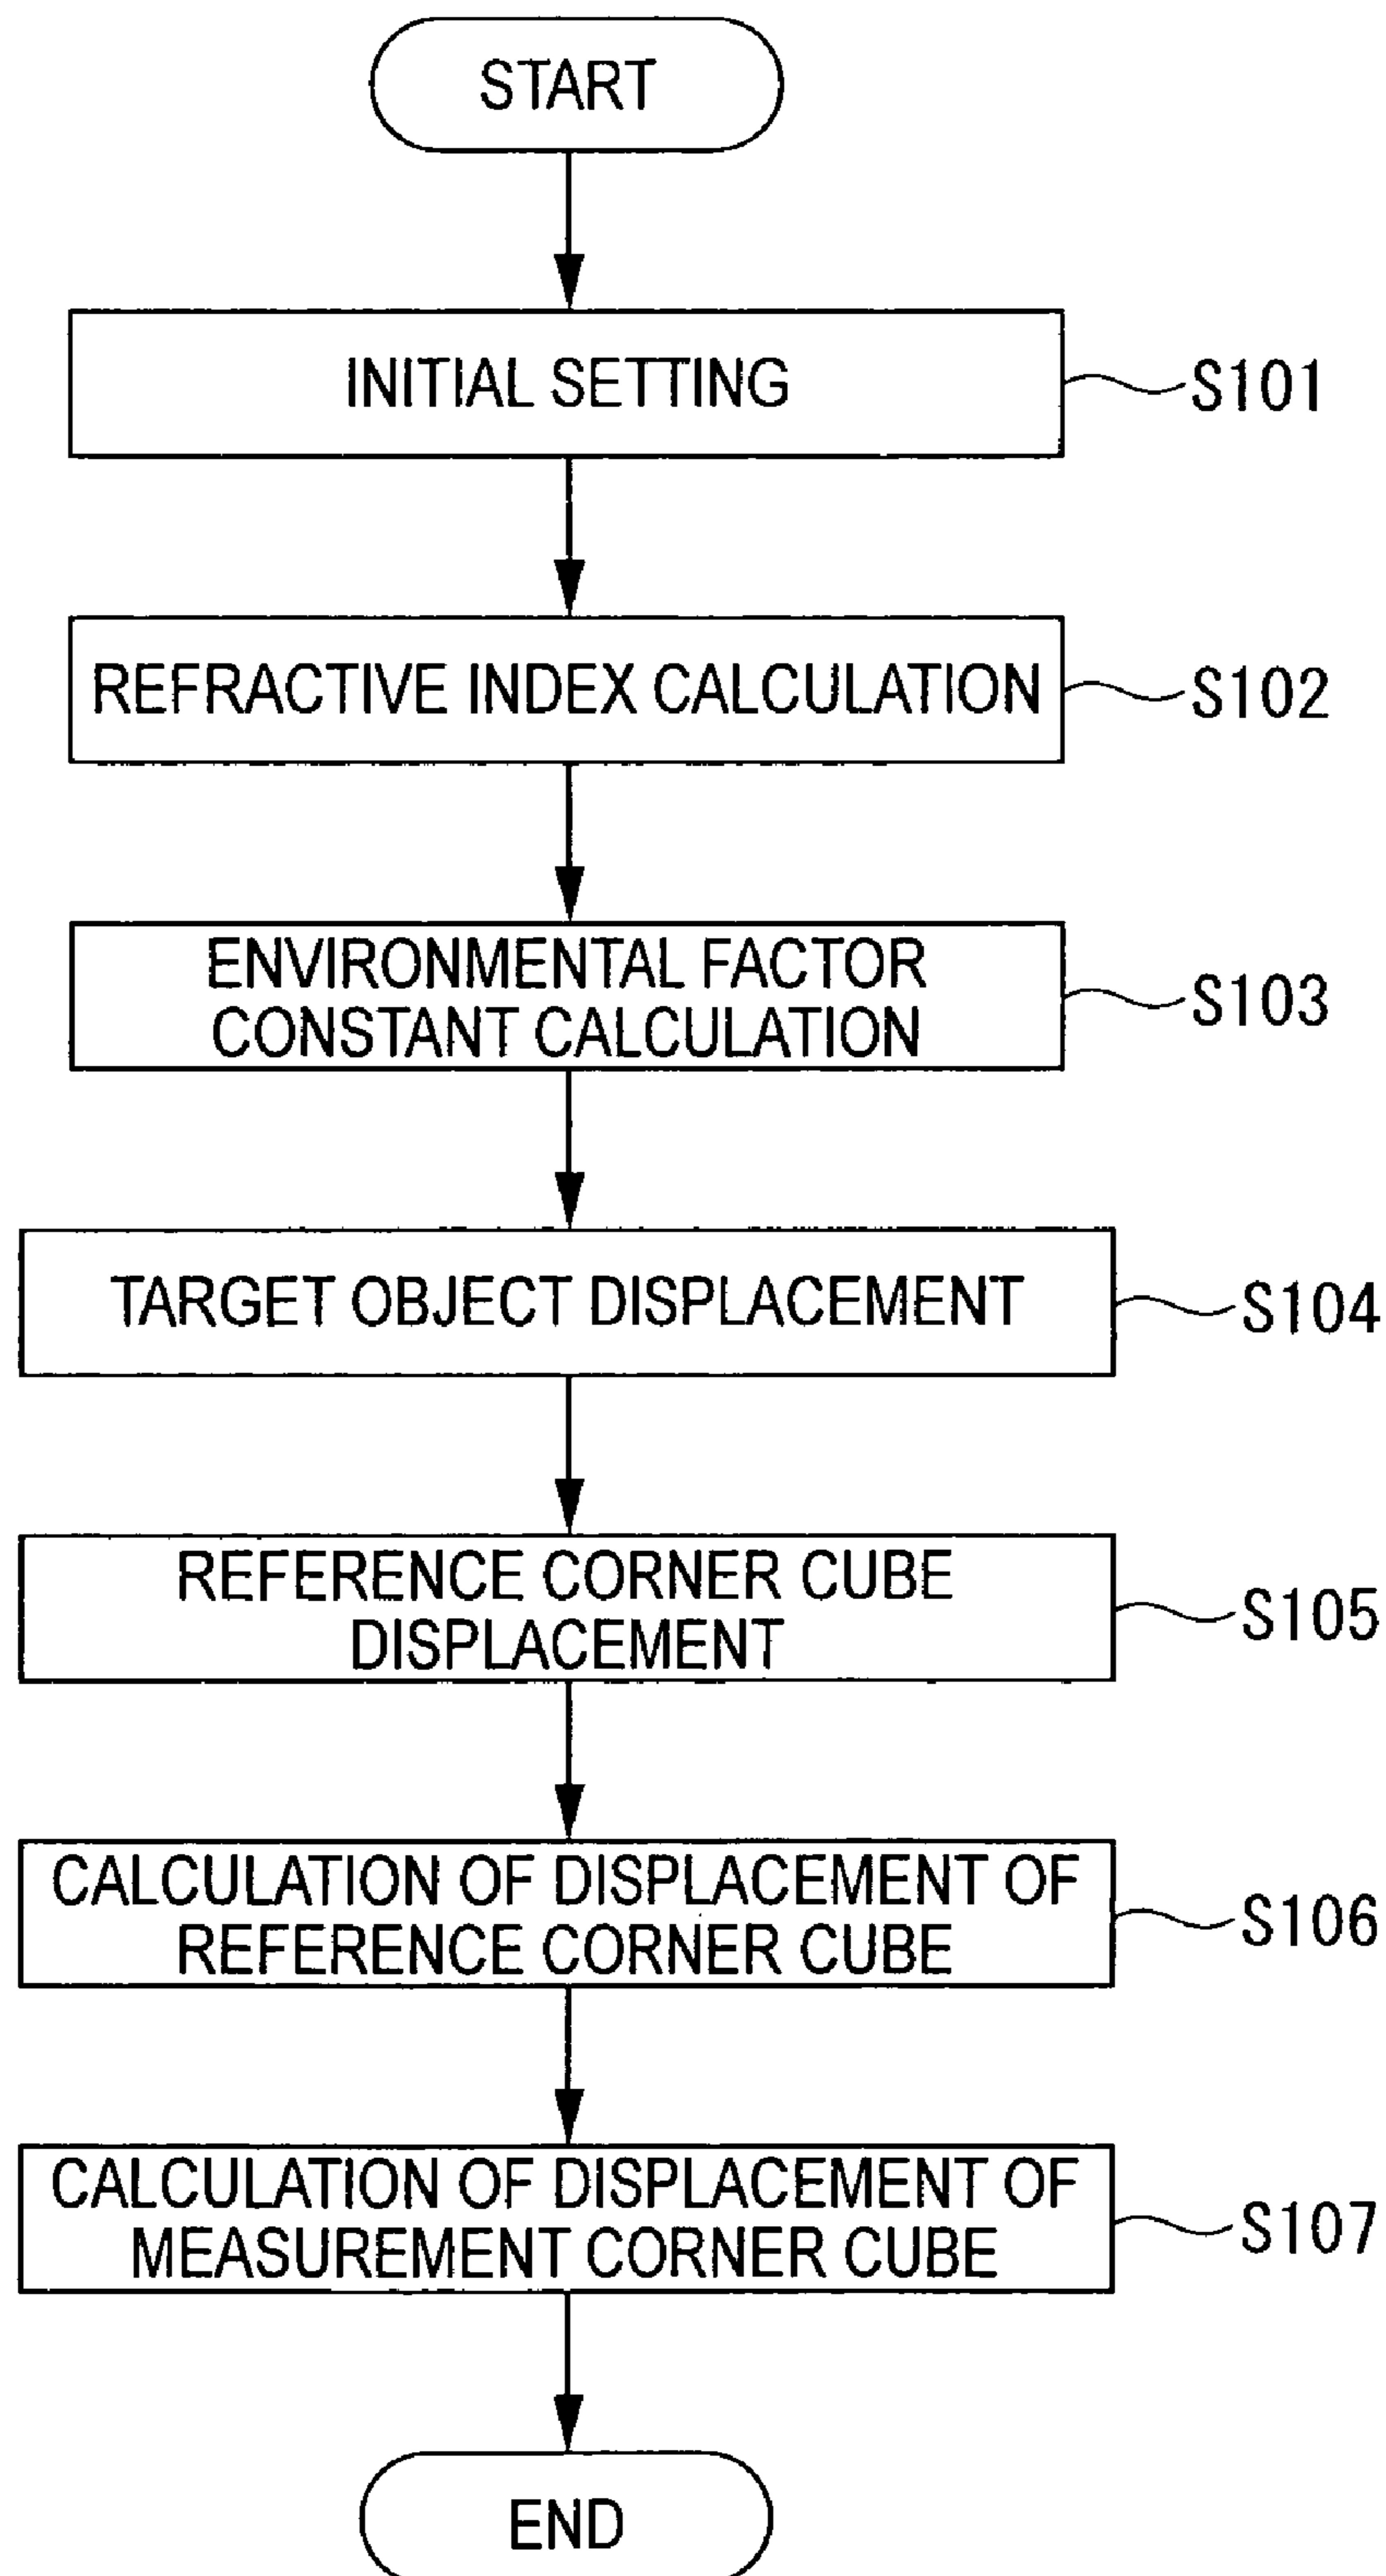 START
INITIAL SETTING
S101
REFRACTIVE INDEX CALCULATION
S102
ENVIRONMENTAL FACTOR
CONSTANT CALCULATION
S103
TARGET OBJECT DISPLACEMENT
S104
REFERENCE CORNER CUBE
DISPLACEMENT
S105
CALCULATION OF DISPLACEMENT OF
REFERENCE CORNER CUBE
S106
CALCULATION OF DISPLACEMENT OF
MEASUREMENT CORNER CUBE
S107
END